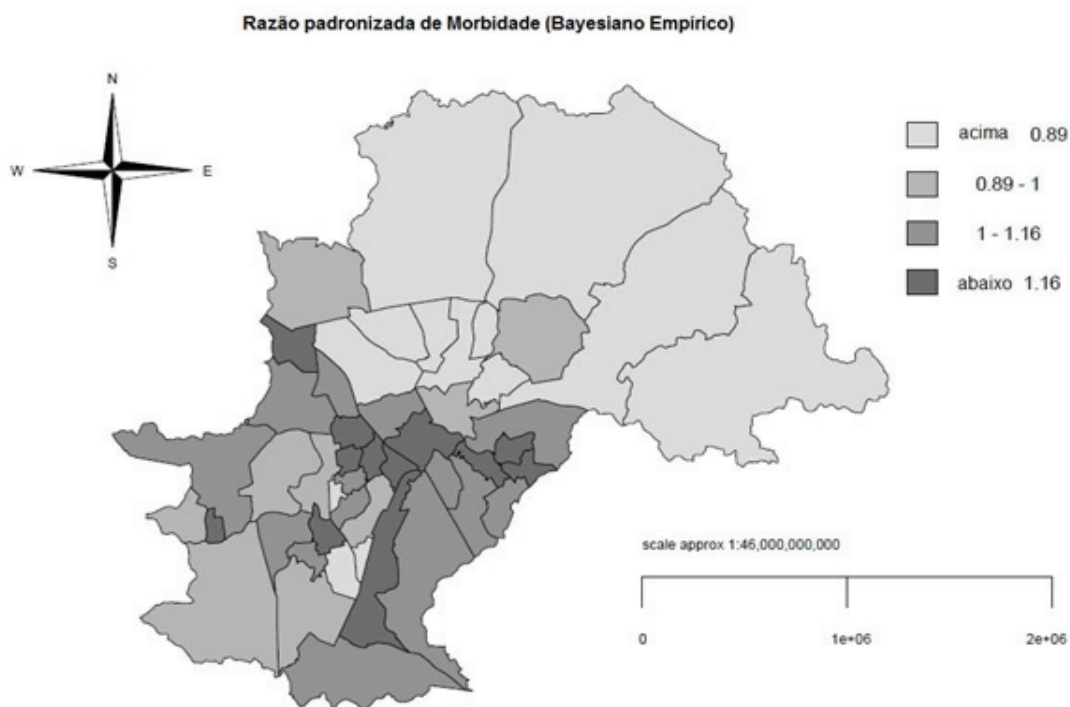 Razão padronizada de Morbidade (Bayesiano Empírico)
N
W E
S
acima 0.89
0.89 - 1
1 - 1.16
abaixo 1.16
scale approx 1:46,000,000,000
0 1e+06 2e+06